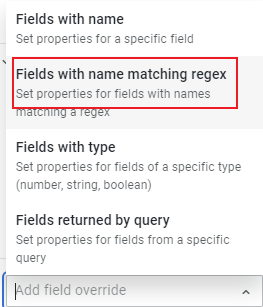 Fields with name
Set properties for a specific field
Fields with name matching regex
Set properties for fields with names
matching a regex
Fields with type
Set properties for fields of a specific type
(number, string, boolean)
Fields returned by query
Set properties for fields from a specific
query
Add field override